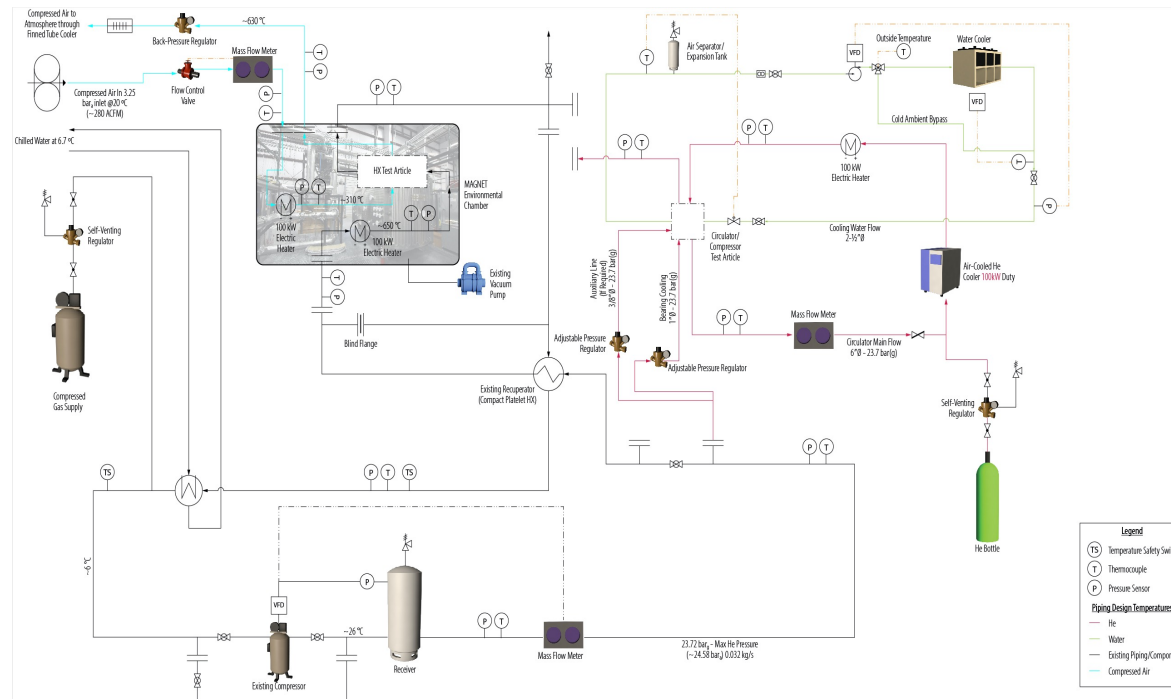 Compressed Air to
Atmosphere through
Finned Tube Cooler
Back-Pressure Regulator
~630 ºC
T
P
Mass Flow Meter
Flow Control
Valve
Compressed Air In 3.25
barg inlet @20 ºC
(~280 ACFM)
P
T
Chilled Water at 6.7 ºC
P
T
HX Test Article
MAGNET
Environmental
Chamber
P
T
~310 ºC
100 kW
Electric
Heater
~650 ºC
T
P
100 kW
Electric Heater
T
P
Existing
Vacuum
Pump
Self-Venting
Regulator
Compressed
Gas Supply
Blind Flange
Existing Recuperator
(Compact Platelet HX)
T
Air Separator/
Expansion Tank
VFD
Outside Temperature
T
Water Cooler
VFD
Cold Ambient Bypass
T
P
P
T
P
T
100 kW
Electric Heater
Cooling Water Flow
2-½"Ø
Circulator/
Compressor
Test Article
Auxiliary Line
(If Required)
3/8"Ø - 23.7 bar(g)
Bearing Cooling
1"Ø - 23.7 bar(g)
Air-Cooled He
Cooler 100kW Duty
P
T
Mass Flow Meter
Circulator Main Flow
6"Ø - 23.7 bar(g)
Adjustable Pressure
Regulator
Adjustable Pressure Regulator
Self-Venting
Regulator
He Bottle
P
T
TS
P
T
TS
~9 ºC
VFD
P
~26 ºC
Existing Compressor
Receiver
P
T
Mass Flow Meter
23.72 barg - Max He Pressure
(~24.58 bara) 0.032 kg/s
Legend
TS Temperature Safety Swi
T Thermocouple
P Pressure Sensor
Piping Design Temperatures
He
Water
Existing Piping/Compo
Compressed Air